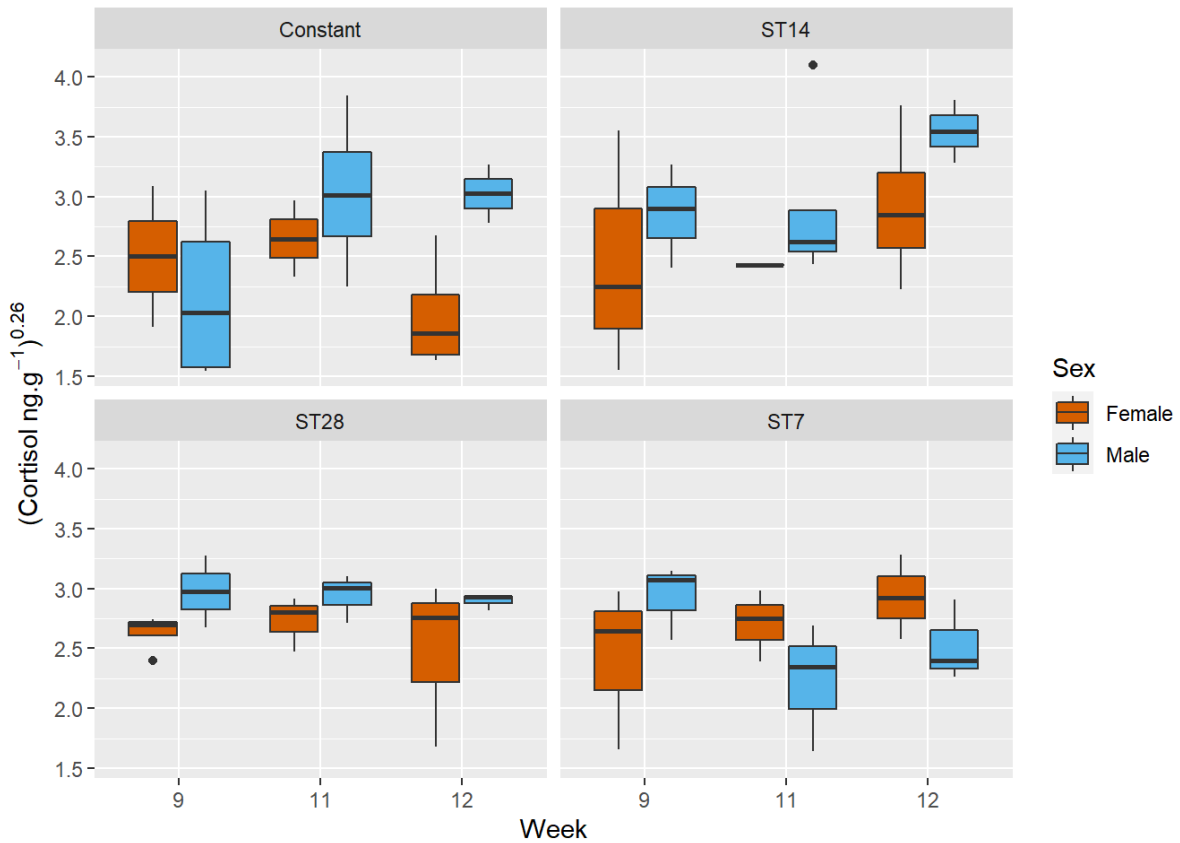 Constant
ST14
4.0
3.5
3.0
2.5
2.0
1.5
ST28
ST7
4.0
3.5
3.0
2.5
2.0
1.5
9
11
12
9
11
12
Week
(Cortisol ng.g⁻¹)⁰·²⁶
Sex
Female
Male